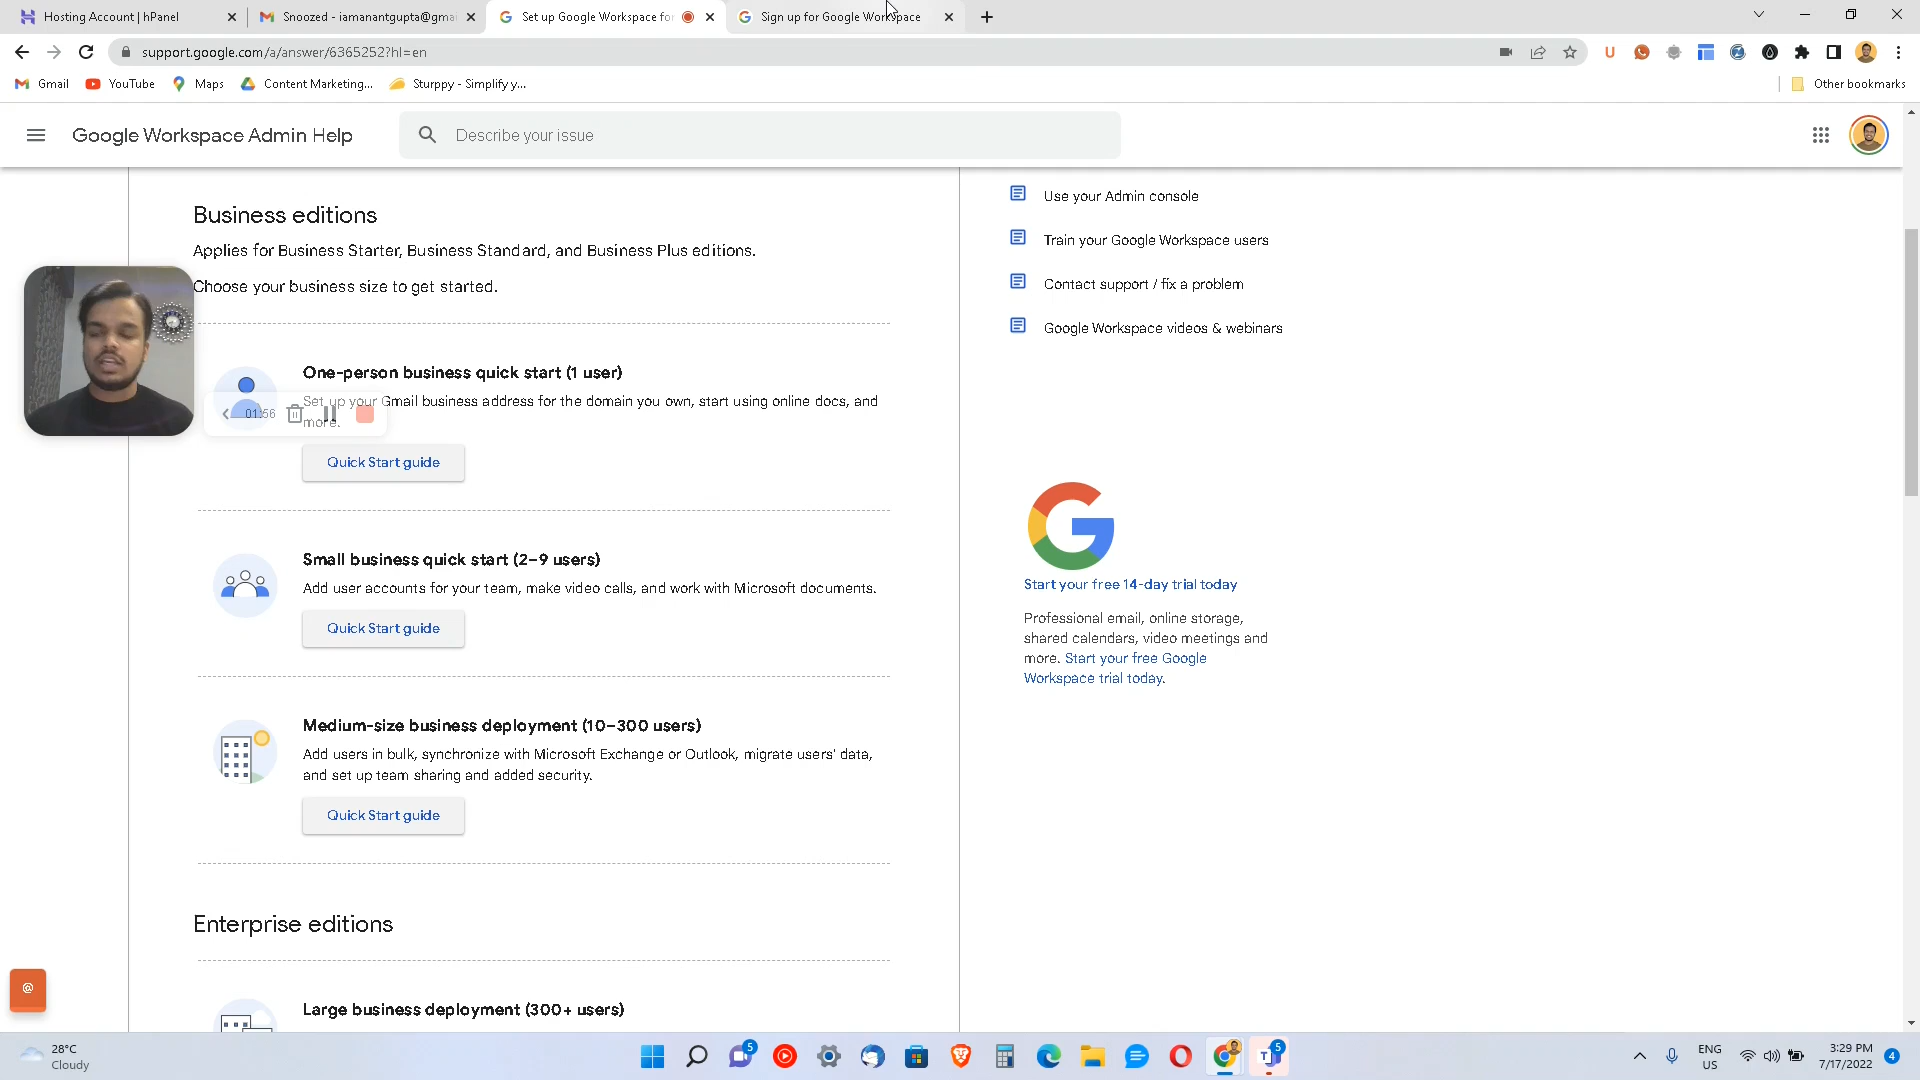 Hosting Account | hPanel
Snoozed - iamanantgupta@gmai
Set up Google Workspace for
Sign up for Google Workspace
support.google.com/a/answer/6365252?hl=en
Gmail
YouTube
Maps
Content Marketing...
Sturppy - Simplify y...
Other bookmarks
Google Workspace Admin Help
Describe your issue
Business editions
Applies for Business Starter, Business Standard, and Business Plus editions.
Choose your business size to get started.
One-person business quick start (1 user)
Set up your Gmail business address for the domain you own, start using online docs, and
more.
01:56
Quick Start guide
Small business quick start (2–9 users)
Add user accounts for your team, make video calls, and work with Microsoft documents.
Quick Start guide
Medium-size business deployment (10–300 users)
Add users in bulk, synchronize with Microsoft Exchange or Outlook, migrate users' data,
and set up team sharing and added security.
Quick Start guide
Enterprise editions
Large business deployment (300+ users)
Use your Admin console
Train your Google Workspace users
Contact support / fix a problem
Google Workspace videos & webinars
Start your free 14-day trial today
Professional email, online storage,
shared calendars, video meetings and
more. Start your free Google
Workspace trial today.
@
28°C
Cloudy
5
5
ENG
US
3:29 PM
7/17/2022
4